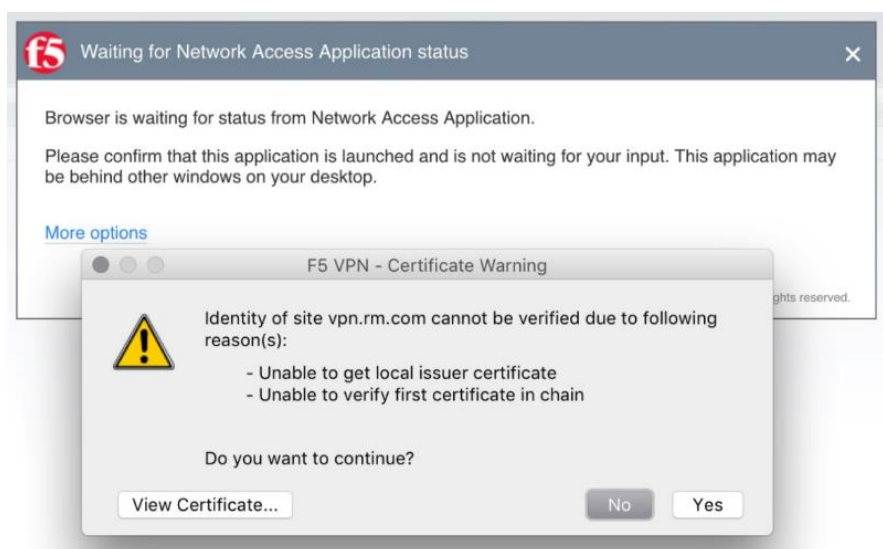 f5 Waiting for Network Access Application status
Browser is waiting for status from Network Access Application.
Please confirm that this application is launched and is not waiting for your input. This application may
be behind other windows on your desktop.
More options
ghts reserved.
F5 VPN - Certificate Warning
Identity of site vpn.rm.com cannot be verified due to following
reason(s):
- Unable to get local issuer certificate
- Unable to verify first certificate in chain
Do you want to continue?
View Certificate... No Yes